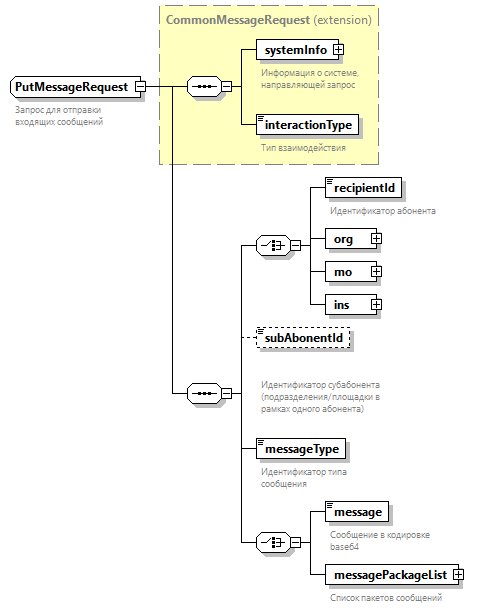 CommonMessageRequest (extension)
systemInfo
Информация о системе,
направляющей запрос
PutMessageRequest
Запрос для отправки
входящих сообщений
interactionType
Тип взаимодействия
recipientId
Идентификатор абонента
org
mo
ins
subAbonentId
Идентификатор субабонента
(подразделения/площадки в
рамках одного абонента)
messageType
Идентификатор типа
сообщения
message
Сообщение в кодировке
base64
messagePackageList
Список пакетов сообщений